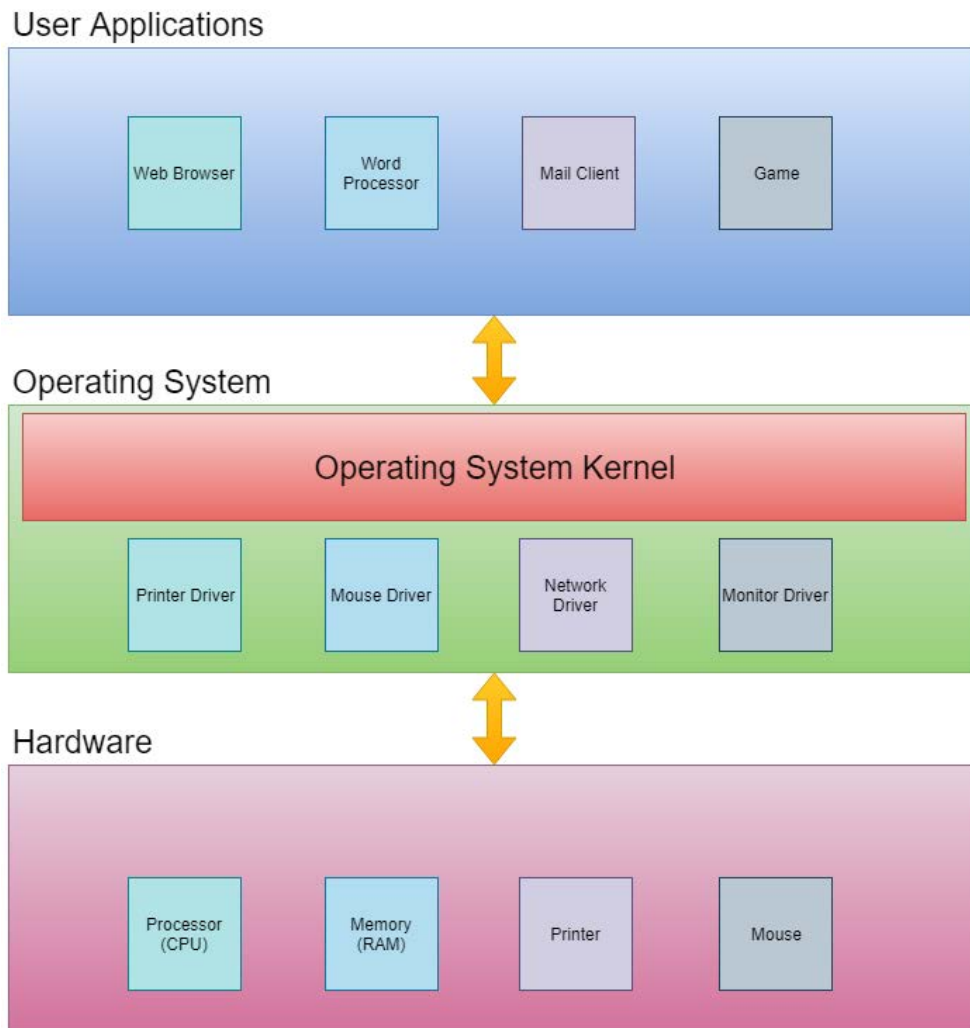 User Applications
Web Browser
Word
Processor
Mail Client
Game
Operating System
Operating System Kernel
Printer Driver
Mouse Driver
Network
Driver
Monitor Driver
Hardware
Processor
(CPU)
Memory
(RAM)
Printer
Mouse